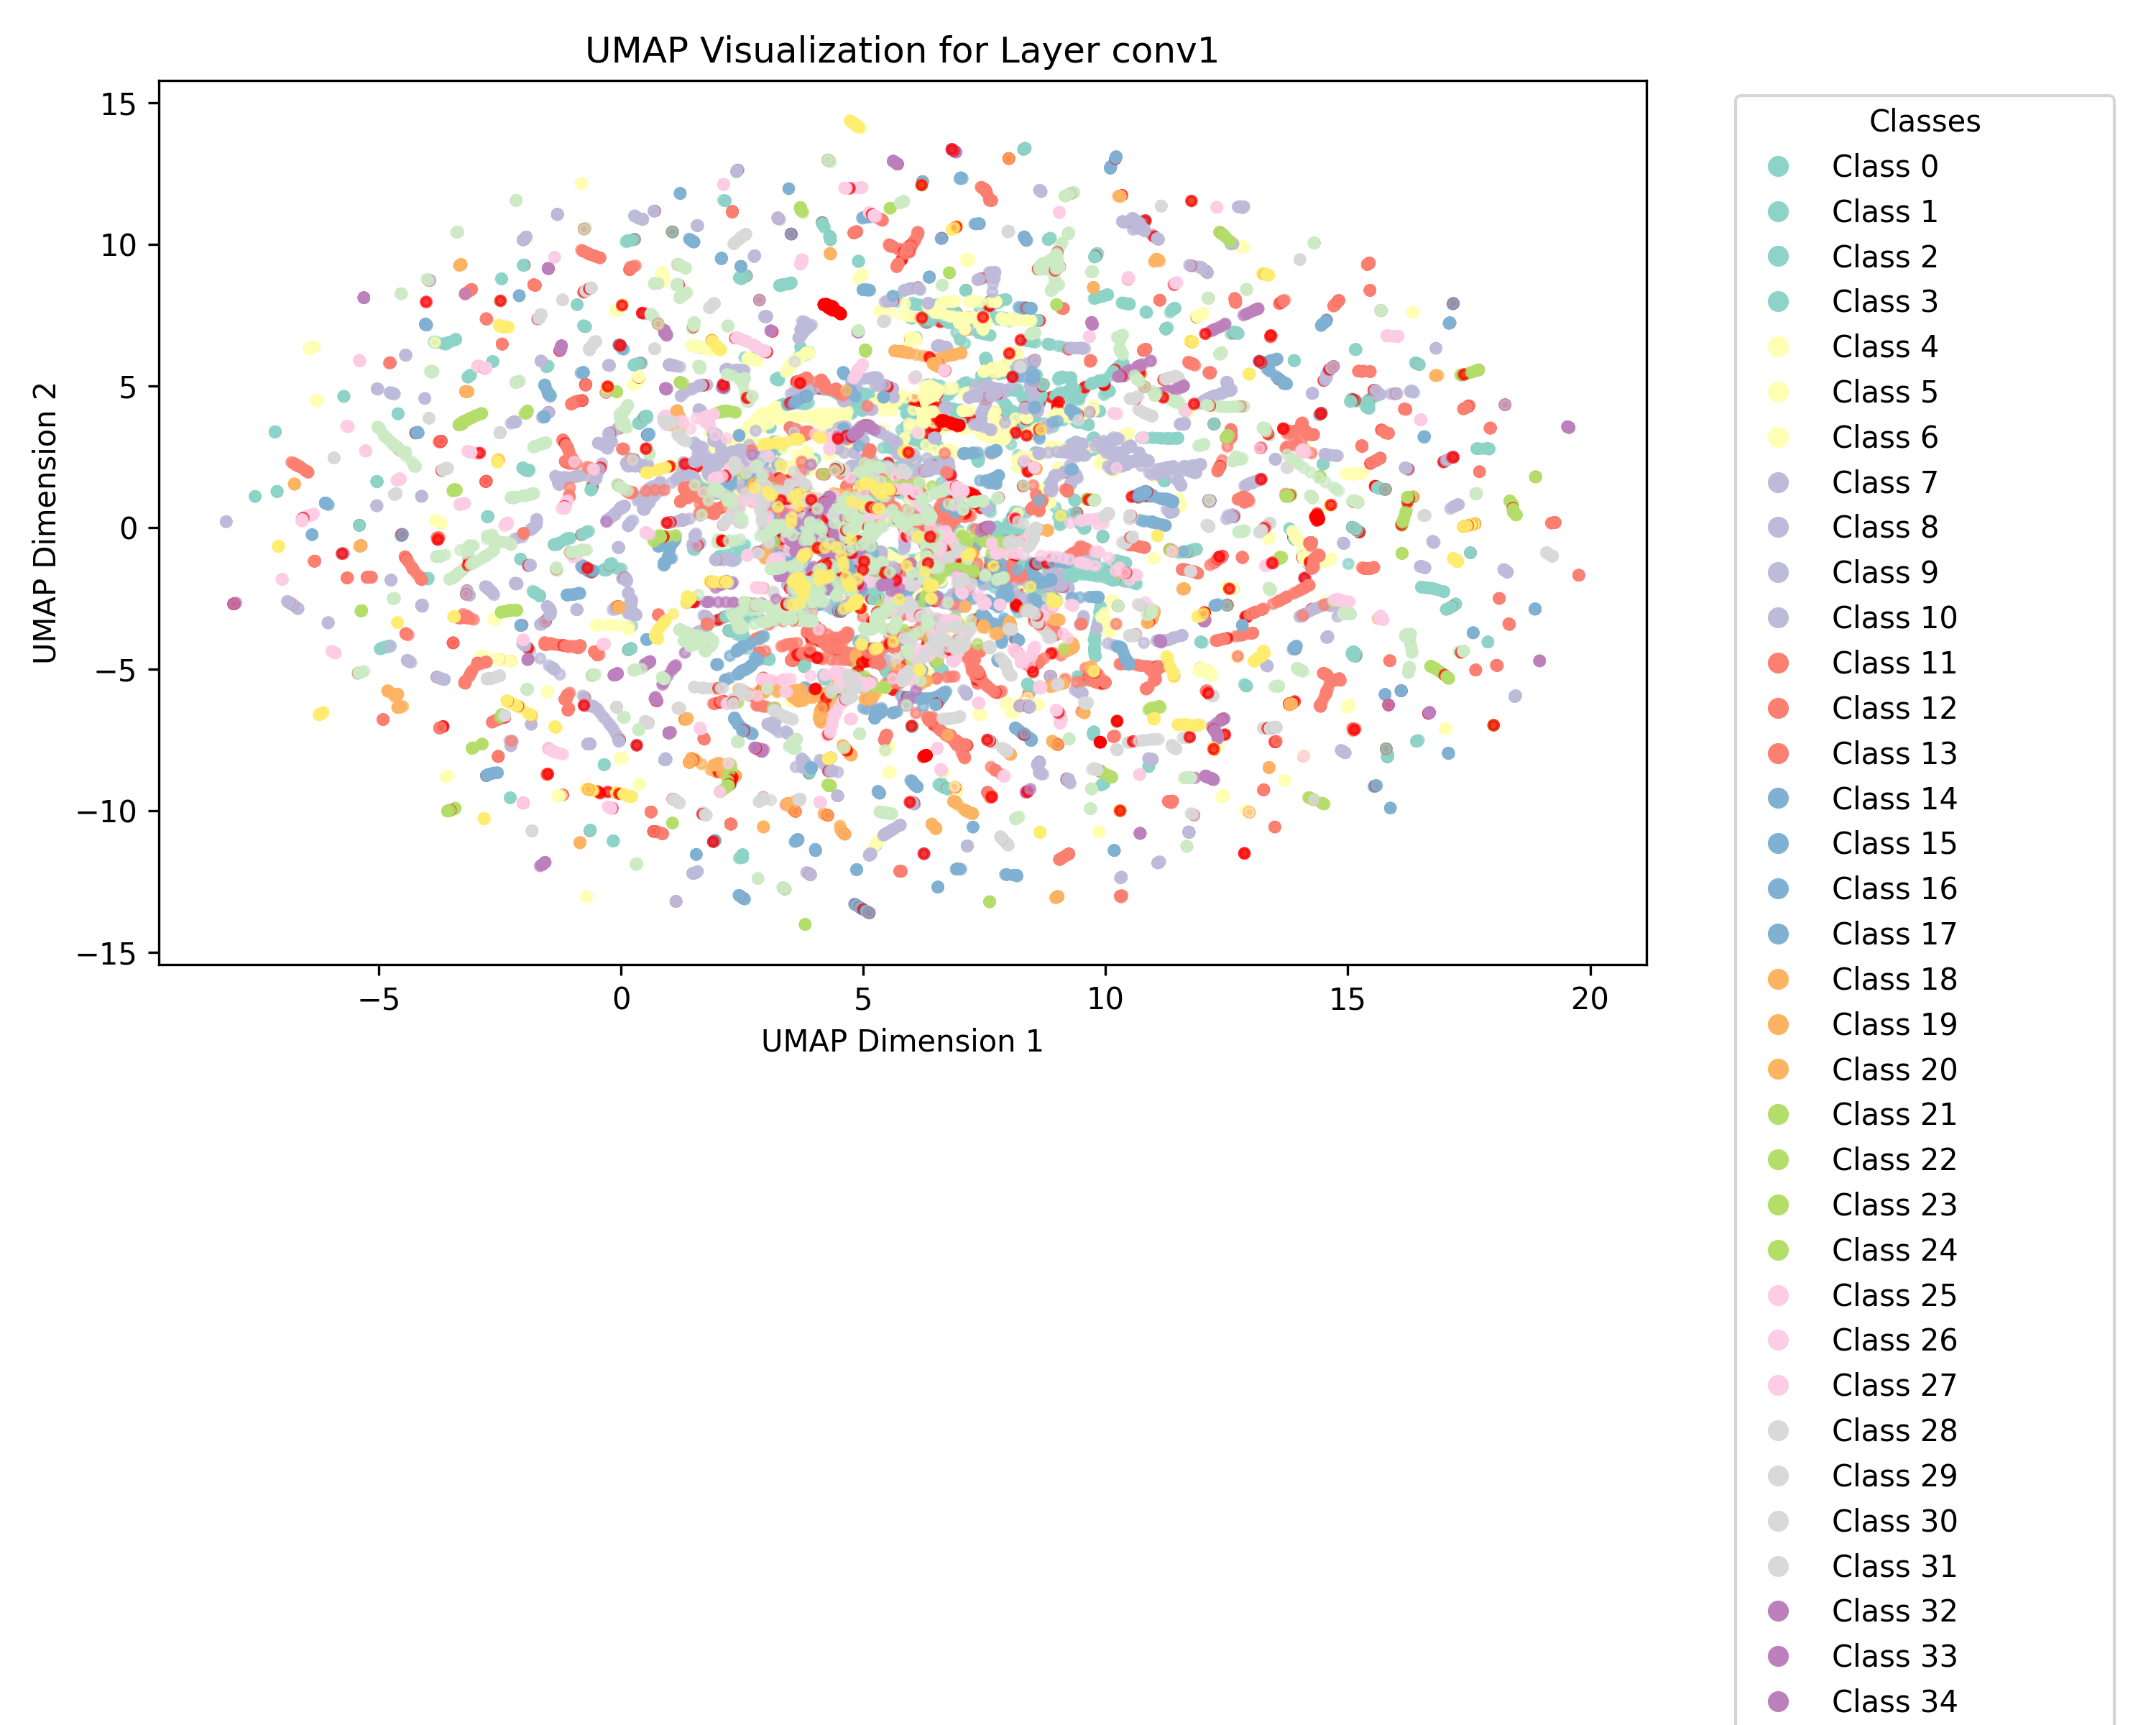 UMAP Visualization for Layer conv1
15
10
5
0
−5
−10
−15
UMAP Dimension 2
−5
0
5
10
15
20
UMAP Dimension 1
Classes
Class 0
Class 1
Class 2
Class 3
Class 4
Class 5
Class 6
Class 7
Class 8
Class 9
Class 10
Class 11
Class 12
Class 13
Class 14
Class 15
Class 16
Class 17
Class 18
Class 19
Class 20
Class 21
Class 22
Class 23
Class 24
Class 25
Class 26
Class 27
Class 28
Class 29
Class 30
Class 31
Class 32
Class 33
Class 34